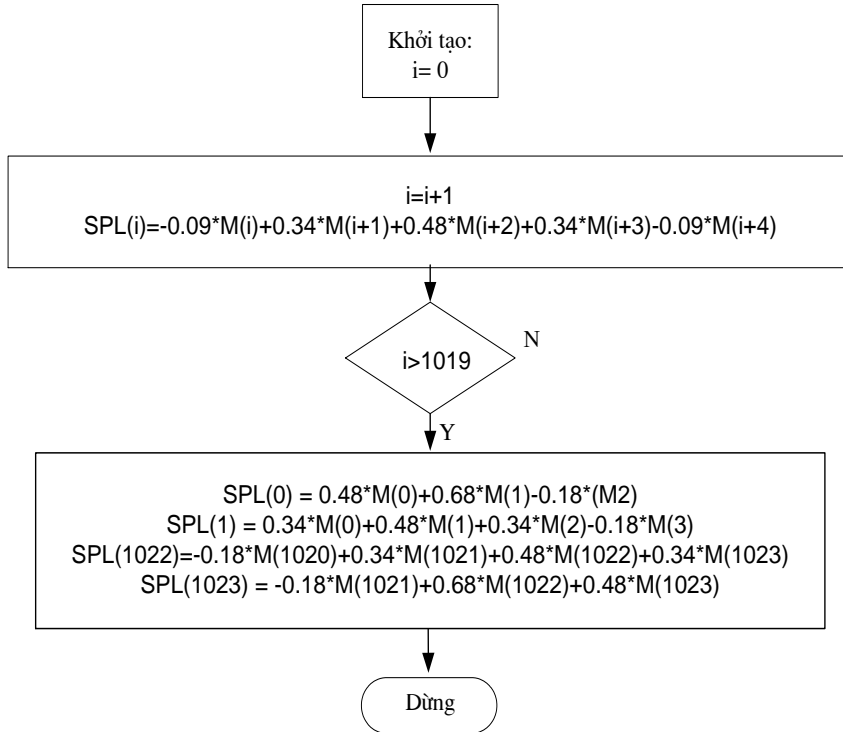 Khởi tạo:
i= 0
i=i+1
SPL(i)=-0.09*M(i)+0.34*M(i+1)+0.48*M(i+2)+0.34*M(i+3)-0.09*M(i+4)
i>1019
N
Y
SPL(0) = 0.48*M(0)+0.68*M(1)-0.18*(M2)
SPL(1) = 0.34*M(0)+0.48*M(1)+0.34*M(2)-0.18*M(3)
SPL(1022)=-0.18*M(1020)+0.34*M(1021)+0.48*M(1022)+0.34*M(1023)
SPL(1023) = -0.18*M(1021)+0.68*M(1022)+0.48*M(1023)
Dừng